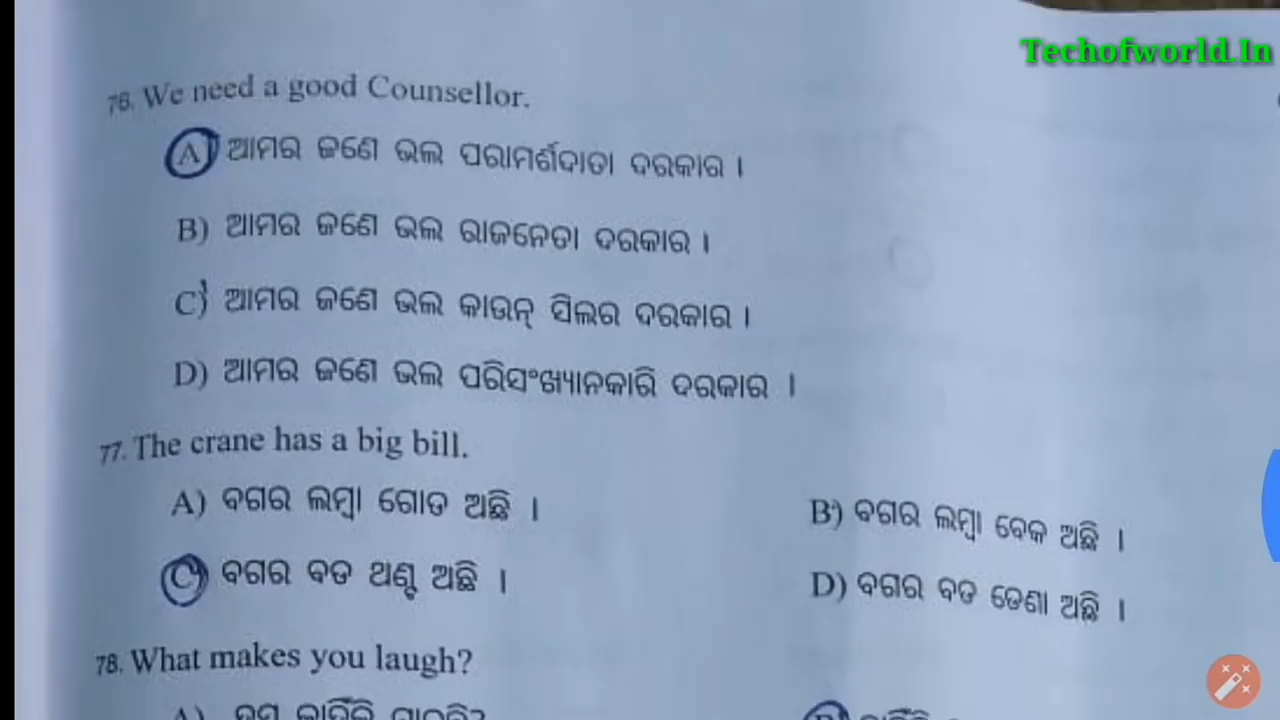 Techofworld.In
76. We need a good Counsellor.
A) ଆମର ଜଣେ ଭଲ ପରାମର୍ଶଦାତା ଦରକାର ।
B) ଆମର ଜଣେ ଭଲ ରାଜନେତା ଦରକାର ।
C) ଆମର ଜଣେ ଭଲ କାଉନ୍ ସିଲର ଦରକାର ।
D) ଆମର ଜଣେ ଭଲ ପରିସଂଖ୍ୟାନକାରି ଦରକାର ।
77. The crane has a big bill.
A) ବଗର ଲମ୍ବା ଗୋଡ ଅଛି ।
B) ବଗର ଲମ୍ବା ବେକ ଅଛି ।
C) ବଗର ବଡ ଥଣ୍ଟ ଅଛି ।
D) ବଗର ବଡ ଡେଣା ଅଛି ।
78. What makes you laugh?
A)